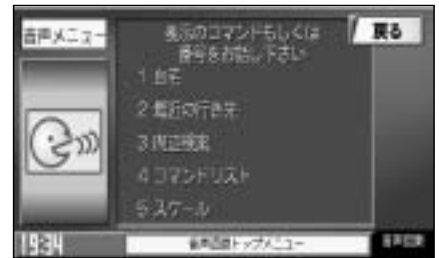 音声メニュー
表示のコマンドもしくは
番号をお話し下さい
戻る
1 自宅
2 最近の行き先
3 周辺検索
4 コマンドリスト
5 スケール
音声認識トップメニュー